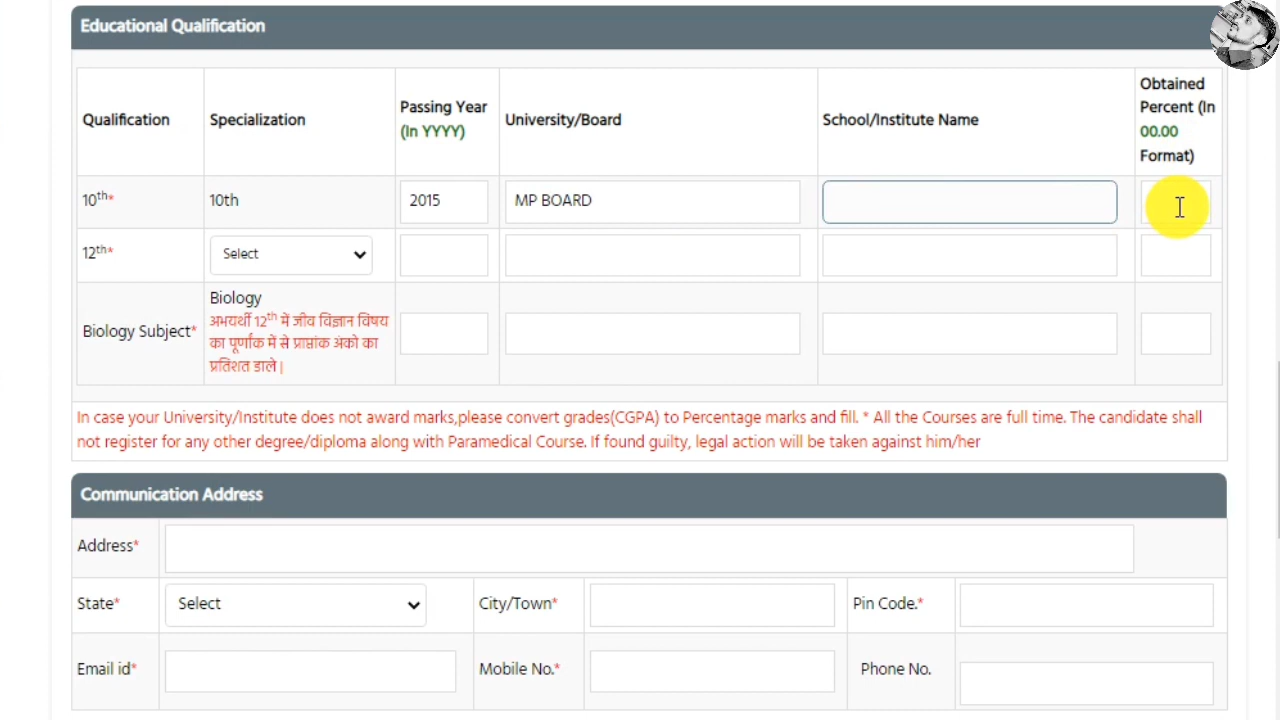 Educational Qualification
Qualification Specialization Passing Year (In YYYY) University/Board School/Institute Name Obtained Percent (In 00.00 Format)
10th* 10th 2015 MP BOARD
12th* Select
Biology Subject* Biology
अभयर्थी 12th में जीव विज्ञान विषय
का पूर्णांक में से प्राप्तांक अंको का
प्रतिशत डाले |
In case your University/Institute does not award marks,please convert grades(CGPA) to Percentage marks and fill. * All the Courses are full time. The candidate shall
not register for any other degree/diploma along with Paramedical Course. If found guilty, legal action will be taken against him/her
Communication Address
Address*
State* Select City/Town* Pin Code.*
Email id* Mobile No.* Phone No.